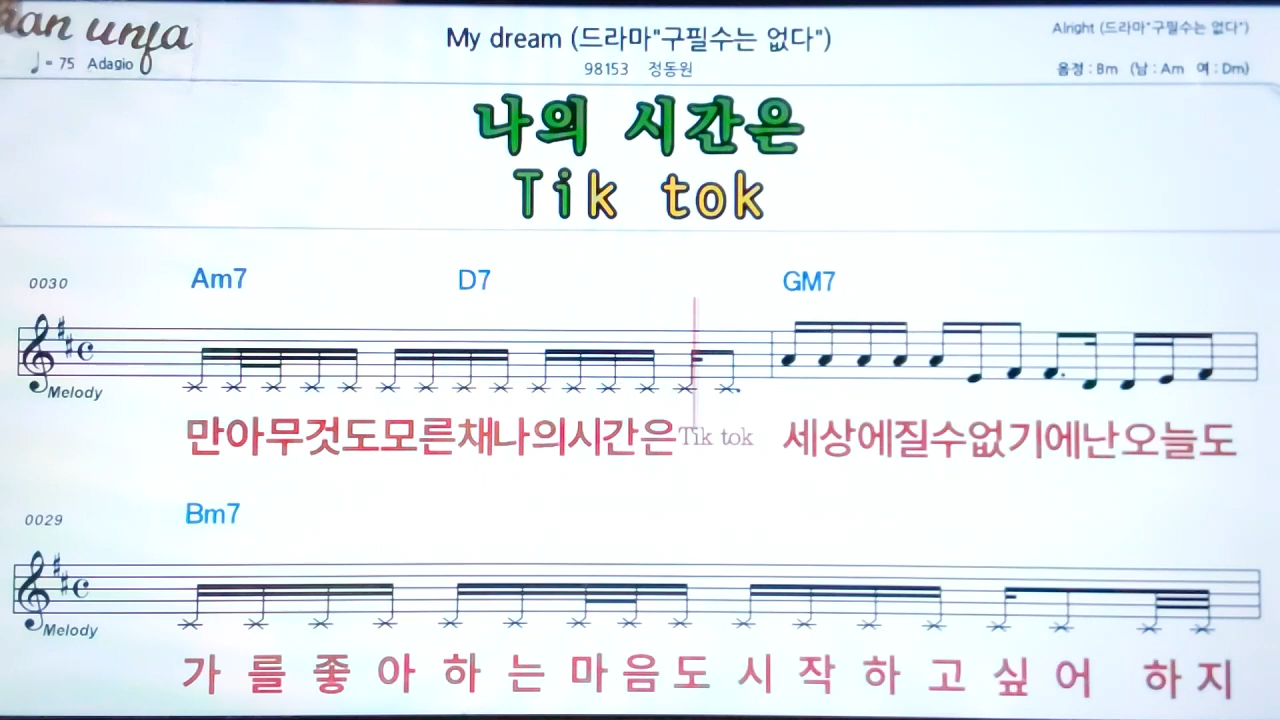 ran unfa
♩= 75 Adagio
My dream (드라마"구필수는 없다")
98153 정동원
Alright (드라마"구필수는 없다")
음정 : Bm (남 : Am 여 : Dm)
나의 시간은
Tik tok
0030 Am7 D7 GM7
Melody
만아무것도모른채나의시간은Tik tok 세상에질수없기에난오늘도
0029 Bm7
Melody
가를좋아하는마음도시작하고싶어 하지